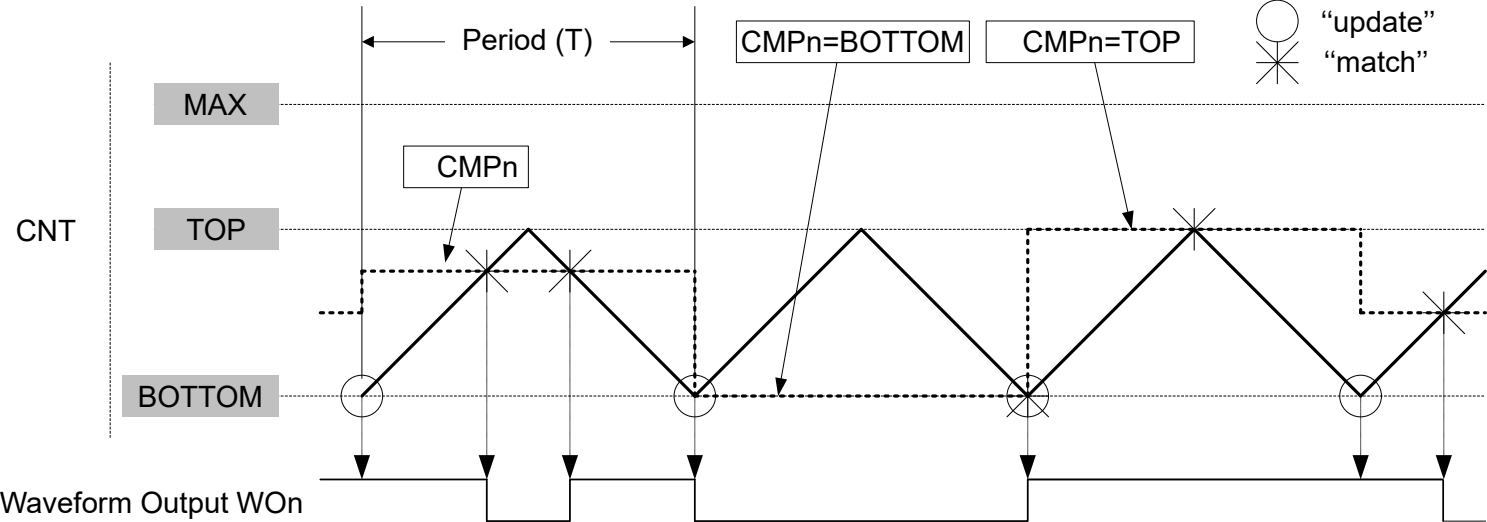 “update”
Period (T)
CMPn=BOTTOM
CMPn=TOP
“match”
MAX
CMPn
CNT
TOP
BOTTOM
Waveform Output WOn